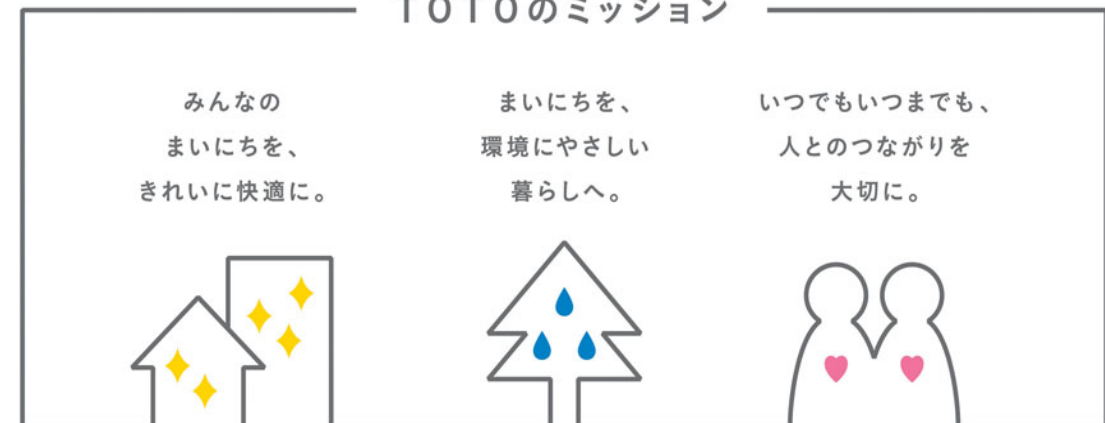 TOTOのミッション
みんなの
まいにちを、
きれいに快適に。
まいにちを、
環境にやさしい
暮らしへ。
いつでもいつまでも、
人とのつながりを
大切に。